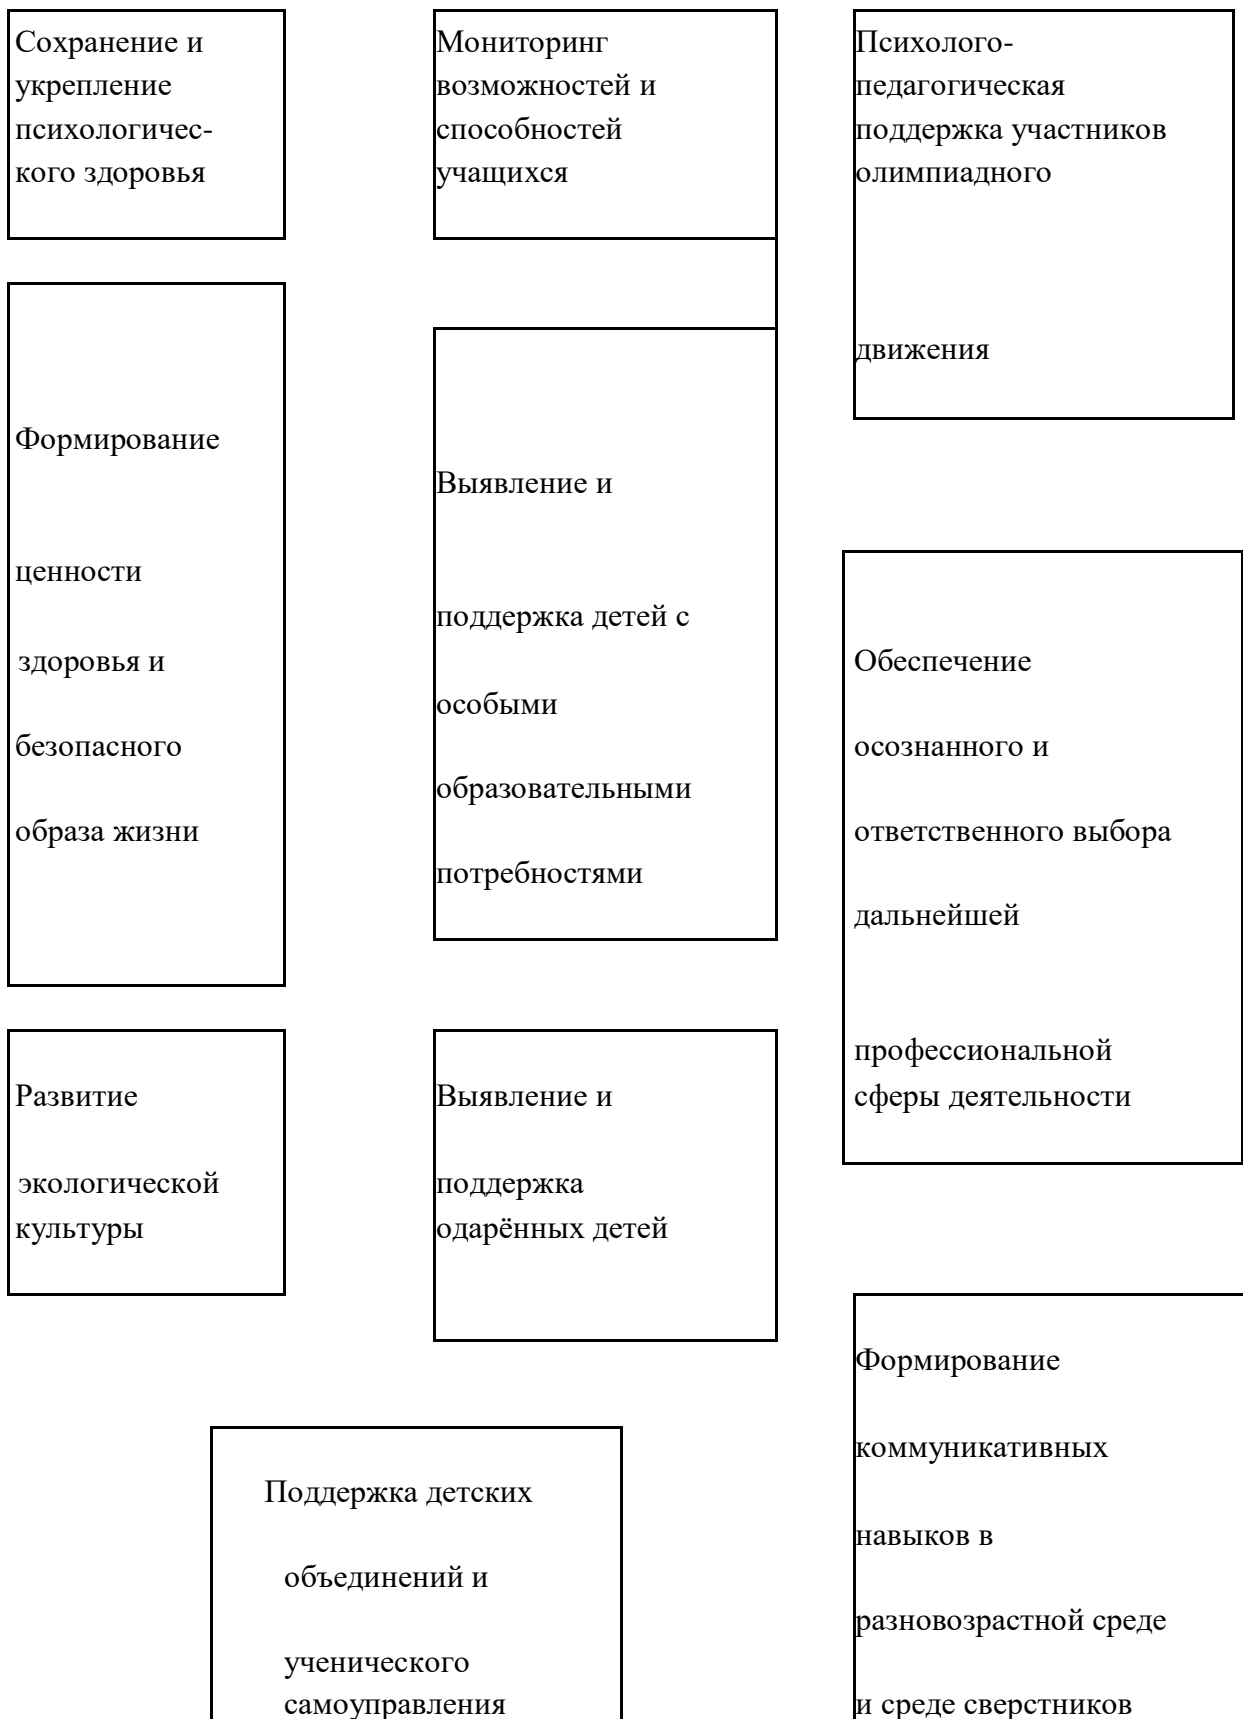 Сохранение и
укрепление
психологичес-
кого здоровья
Мониторинг
возможностей и
способностей
учащихся
Психолого-
педагогическая
поддержка участников
олимпиадного
движения
Формирование
ценности
здоровья и
безопасного
образа жизни
Выявление и
поддержка детей с
особыми
образовательными
потребностями
Обеспечение
осознанного и
ответственного выбора
дальнейшей
профессиональной
сферы деятельности
Развитие
экологической
культуры
Выявление и
поддержка
одарённых детей
Формирование
коммуникативных
навыков в
разновозрастной среде
и среде сверстников
Поддержка детских
объединений и
ученического
самоуправления